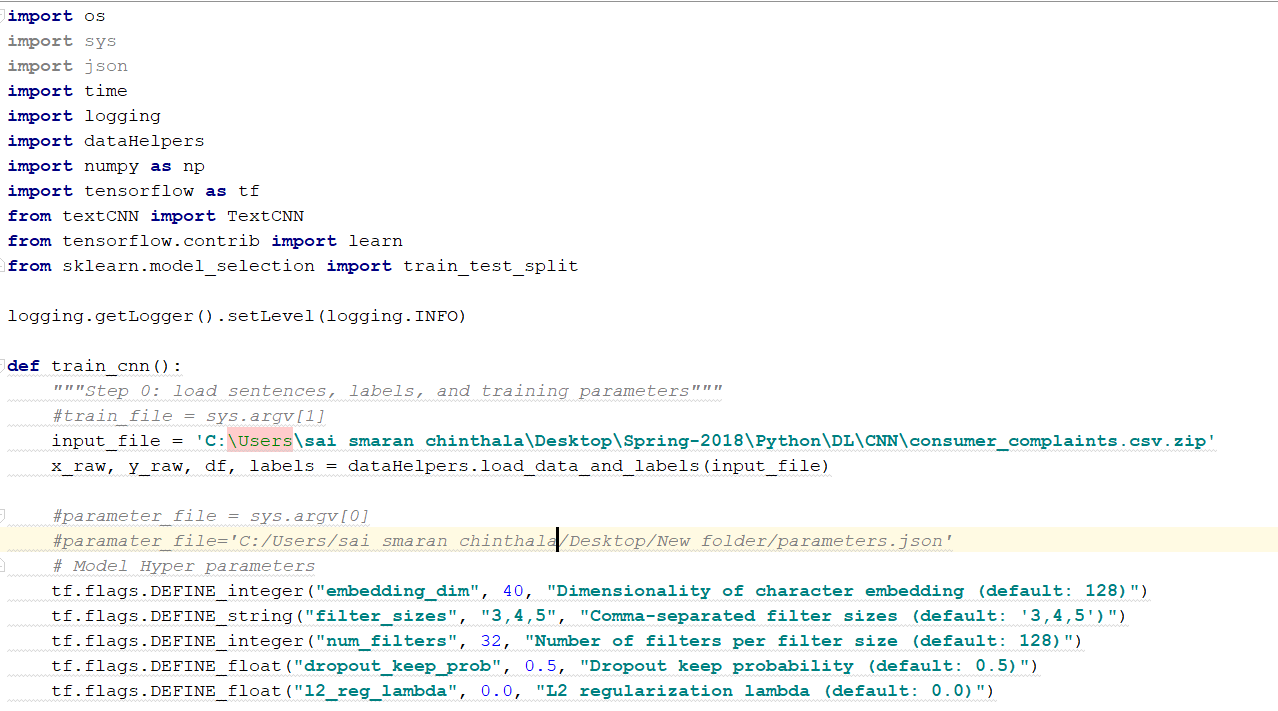 import os
import sys
import json
import time
import logging
import dataHelpers
import numpy as np
import tensorflow as tf
from textCNN import TextCNN
from tensorflow.contrib import learn
from sklearn.model_selection import train_test_split

logging.getLogger().setLevel(logging.INFO)

def train_cnn():
    """Step 0: load sentences, labels, and training parameters"""
    #train_file = sys.argv[1]
    input_file = 'C:\Users\sai smaran chinthala\Desktop\Spring-2018\Python\DL\CNN\consumer_complaints.csv.zip'
    x_raw, y_raw, df, labels = dataHelpers.load_data_and_labels(input_file)

    #parameter_file = sys.argv[0]
    #paramater_file='C:/Users/sai smaran chinthala/Desktop/New folder/parameters.json'
    # Model Hyper parameters
    tf.flags.DEFINE_integer("embedding_dim", 40, "Dimensionality of character embedding (default: 128)")
    tf.flags.DEFINE_string("filter_sizes", "3,4,5", "Comma-separated filter sizes (default: '3,4,5')")
    tf.flags.DEFINE_integer("num_filters", 32, "Number of filters per filter size (default: 128)")
    tf.flags.DEFINE_float("dropout_keep_prob", 0.5, "Dropout keep probability (default: 0.5)")
    tf.flags.DEFINE_float("l2_reg_lambda", 0.0, "L2 regularization lambda (default: 0.0)")